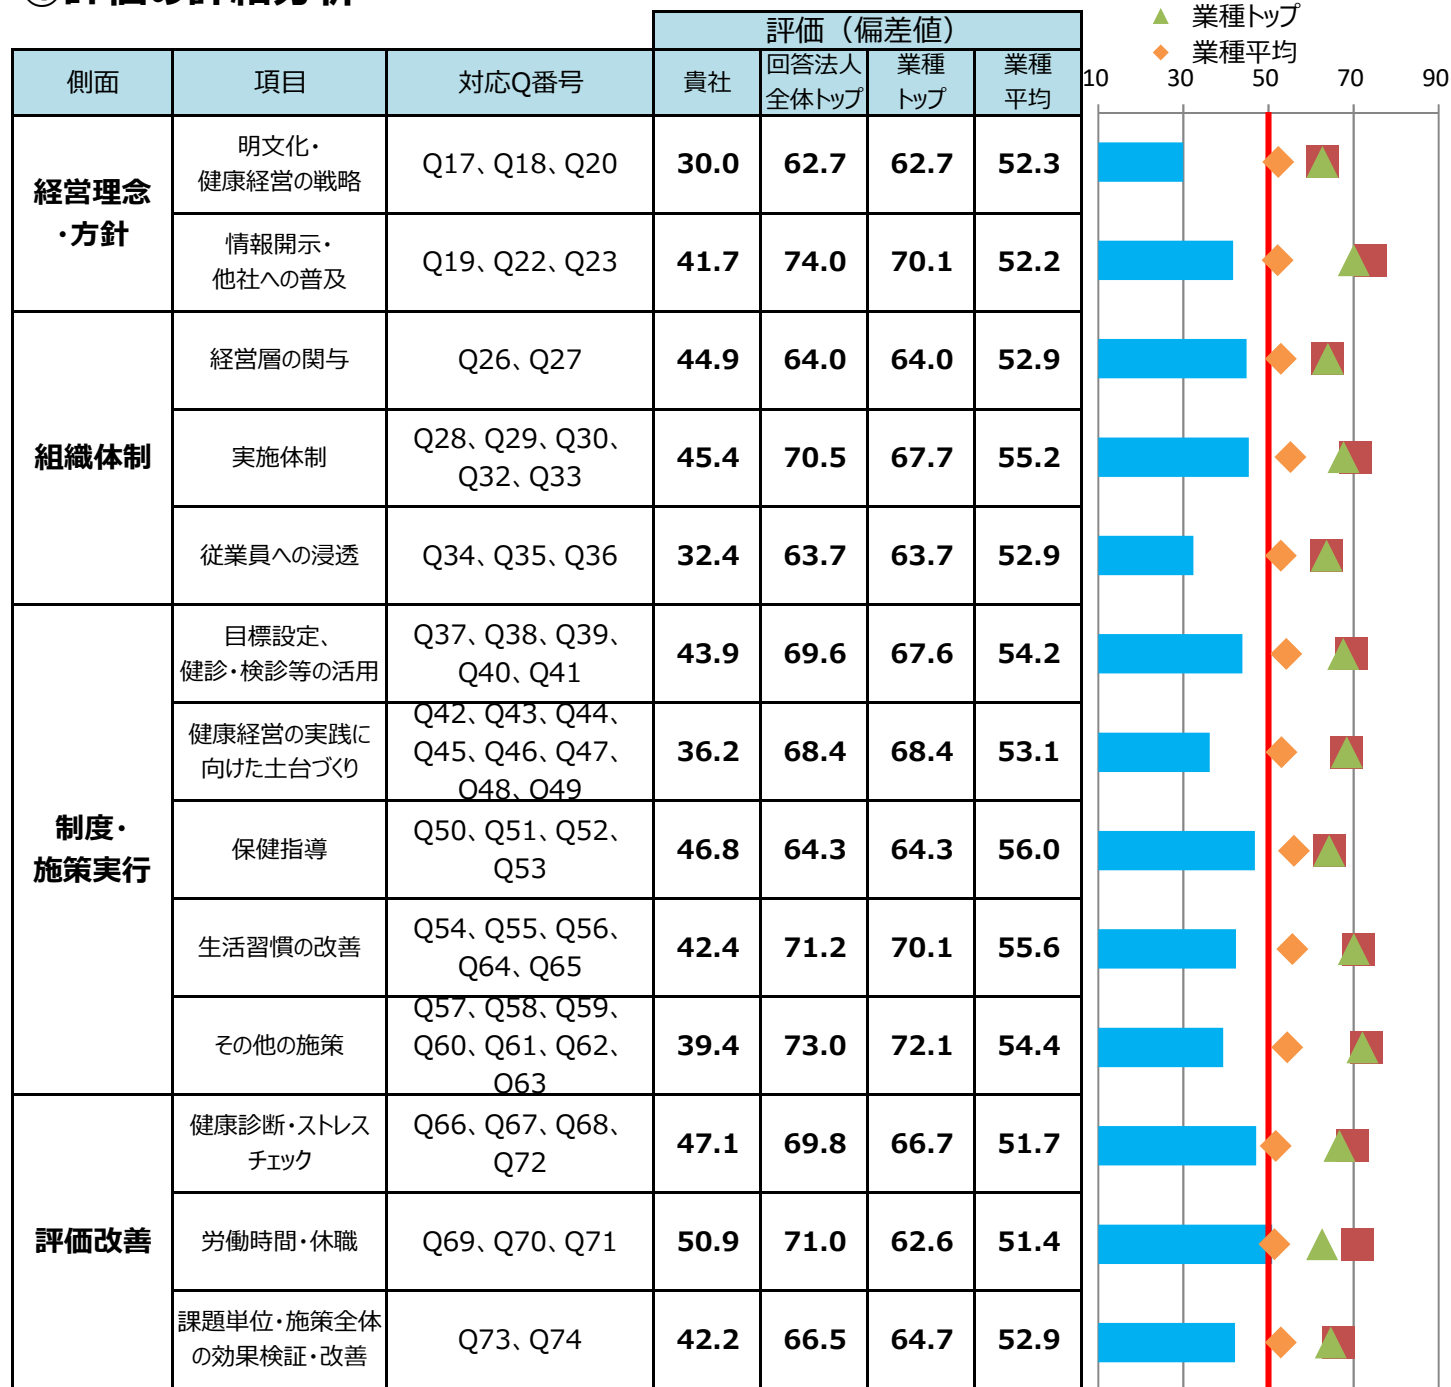 ③評価の詳細分析
▲ 業種トップ
◆ 業種平均
評価（偏差値）
側面 項目 対応Q番号 貴社 回答法人全体トップ 業種トップ 業種平均
10 30 50 70 90
経営理念
・方針
明文化・
健康経営の戦略
Q17、Q18、Q20
30.0 62.7 62.7 52.3
情報開示・
他社への普及
Q19、Q22、Q23
41.7 74.0 70.1 52.2
組織体制
経営層の関与
Q26、Q27
44.9 64.0 64.0 52.9
実施体制
Q28、Q29、Q30、
Q32、Q33
45.4 70.5 67.7 55.2
従業員への浸透
Q34、Q35、Q36
32.4 63.7 63.7 52.9
制度・
施策実行
目標設定、
健診・検診等の活用
Q37、Q38、Q39、
Q40、Q41
43.9 69.6 67.6 54.2
健康経営の実践に
向けた土台づくり
Q42、Q43、Q44、
Q45、Q46、Q47、
Q48、Q49
36.2 68.4 68.4 53.1
保健指導
Q50、Q51、Q52、
Q53
46.8 64.3 64.3 56.0
生活習慣の改善
Q54、Q55、Q56、
Q64、Q65
42.4 71.2 70.1 55.6
その他の施策
Q57、Q58、Q59、
Q60、Q61、Q62、
Q63
39.4 73.0 72.1 54.4
評価改善
健康診断・ストレス
チェック
Q66、Q67、Q68、
Q72
47.1 69.8 66.7 51.7
労働時間・休職
Q69、Q70、Q71
50.9 71.0 62.6 51.4
課題単位・施策全体
の効果検証・改善
Q73、Q74
42.2 66.5 64.7 52.9